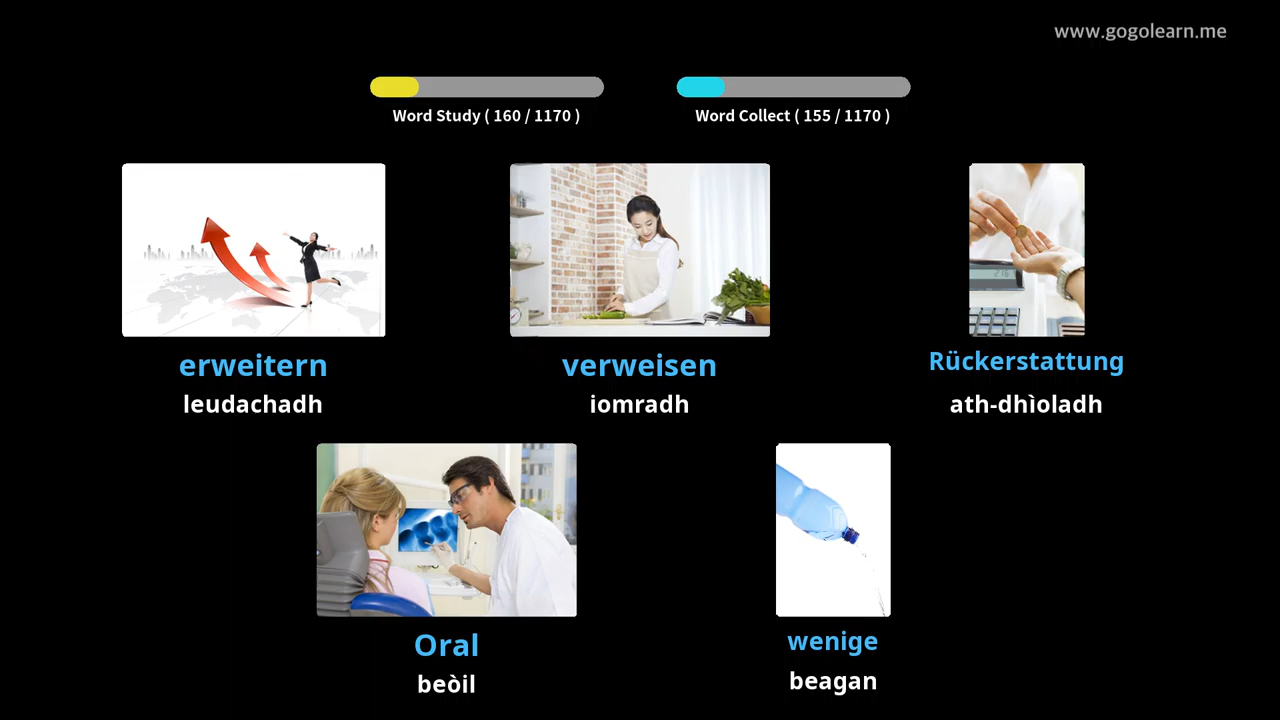 www.gogolearn.me
Word Study ( 160 / 1170 )
Word Collect ( 155 / 1170 )
erweitern
leudachadh
verweisen
iomradh
Rückerstattung
ath-dhìoladh
Oral
beòil
wenige
beagan